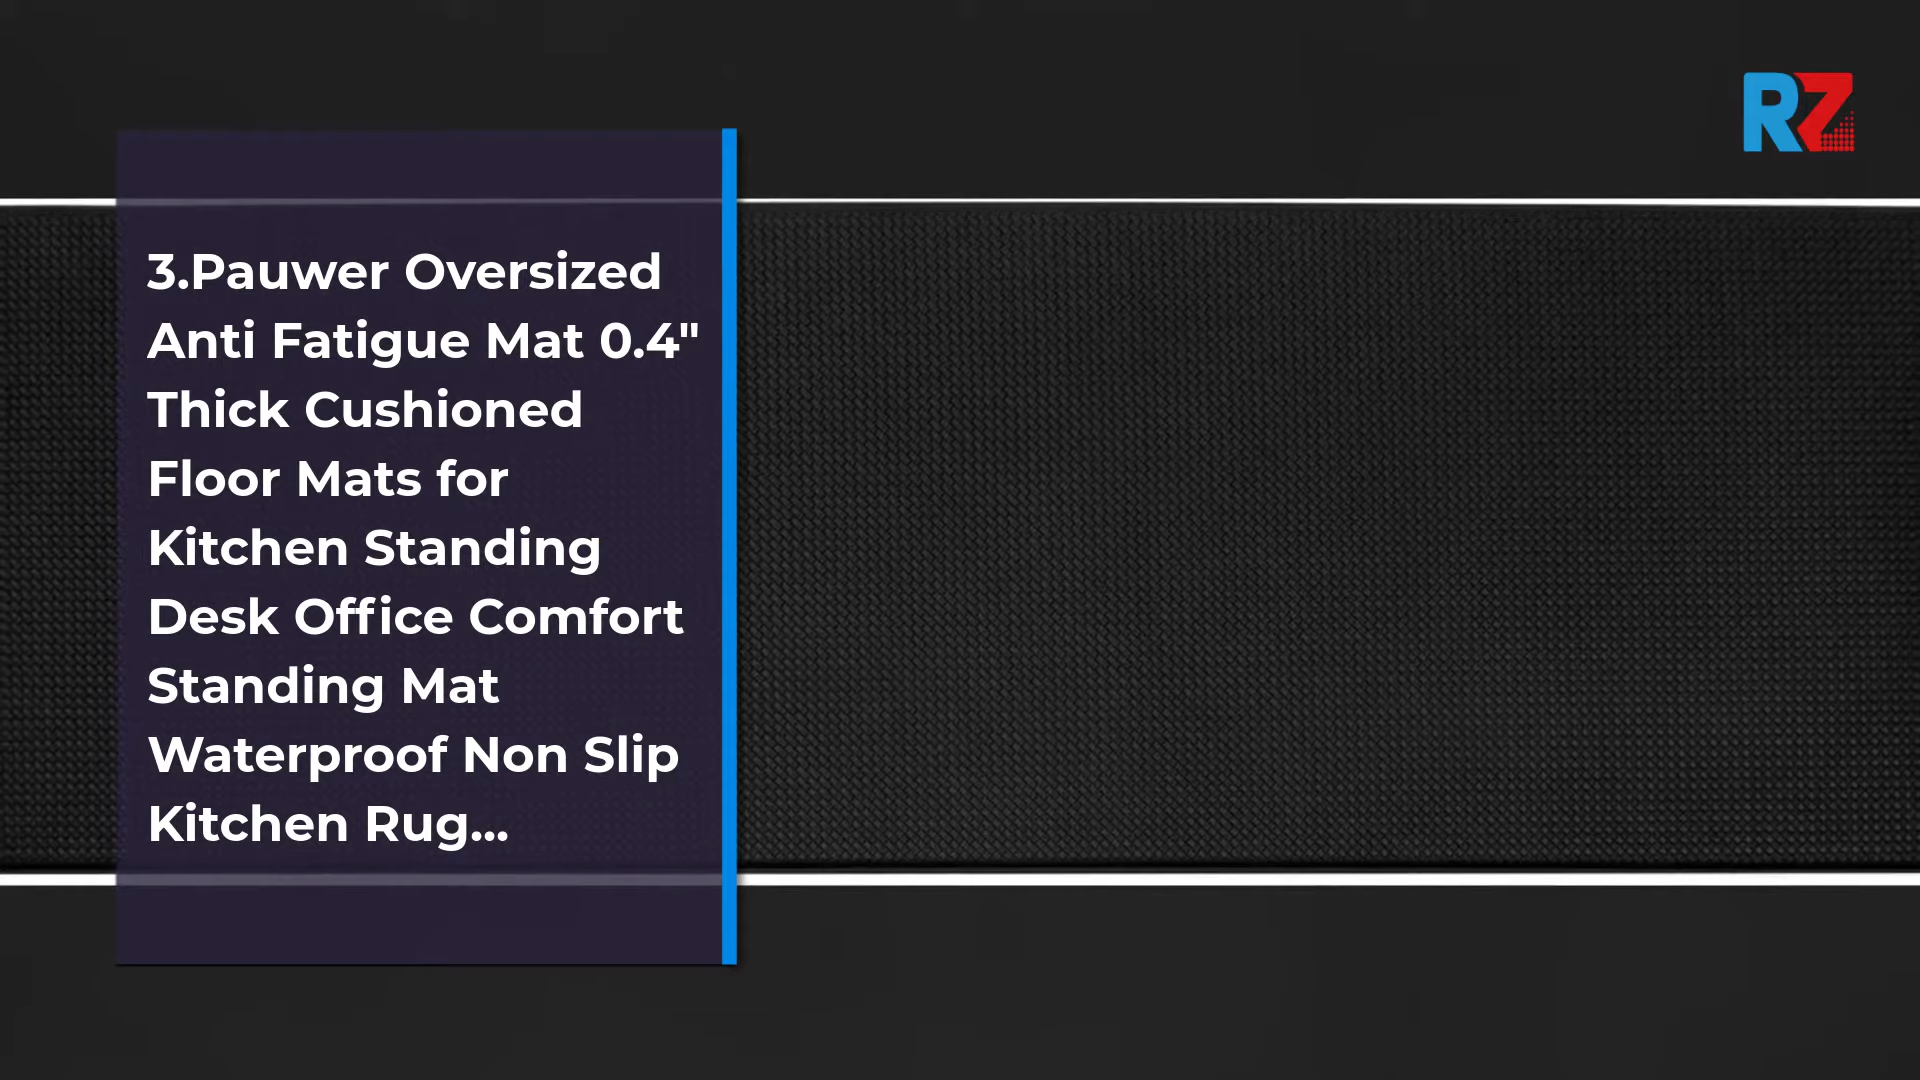 RZ
3.Pauwer Oversized
Anti Fatigue Mat 0.4"
Thick Cushioned
Floor Mats for
Kitchen Standing
Desk Office Comfort
Standing Mat
Waterproof Non Slip
Kitchen Rug...